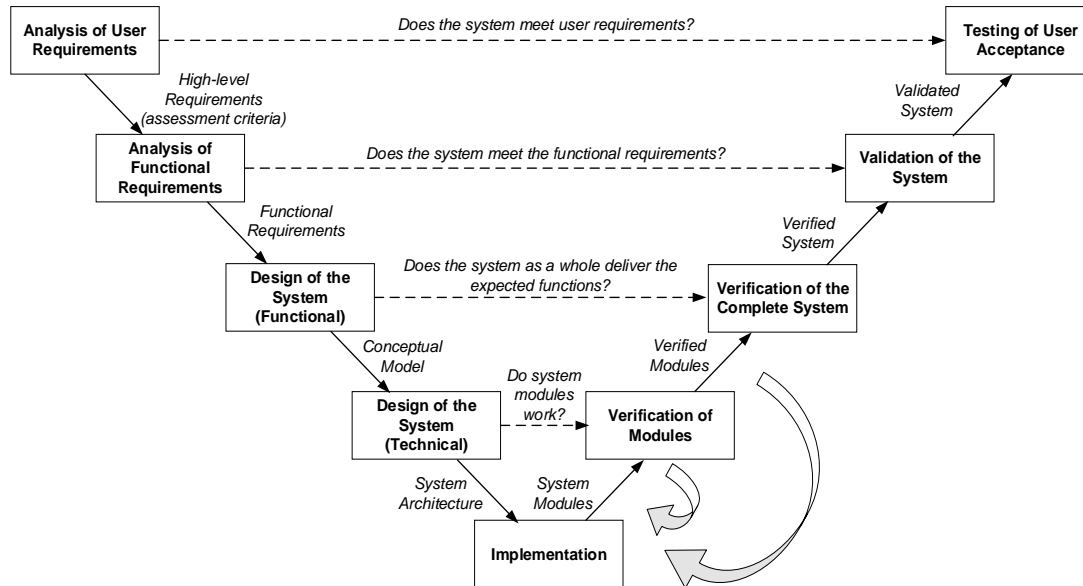 Analysis of User
Requirements
Does the system meet user requirements?
Testing of User
Acceptance
High-level
Requirements
(assessment criteria)
Validated
System
Analysis of
Functional
Requirements
Does the system meet the functional requirements?
Validation of the
System
Functional
Requirements
Verified
System
Design of the
System
(Functional)
Does the system as a whole deliver the
expected functions?
Verification of the
Complete System
Conceptual
Model
Verified
Modules
Design of the
System
(Technical)
Do system
modules
work?
Verification of
Modules
System
Architecture
System
Modules
Implementation